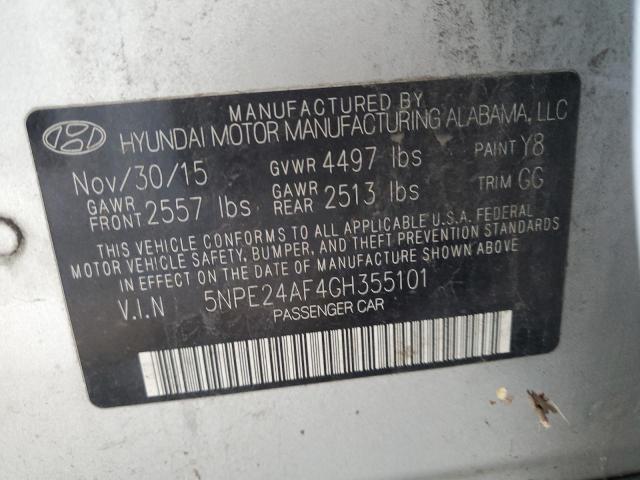 MANUFACTURED BY
HYUNDAI MOTOR MANUFACTURING ALABAMA, LLC
Nov/30/15 GVWR 4497 lbs PAINT Y8
GAWR FRONT 2557 lbs GAWR REAR 2513 lbs TRIM GG
THIS VEHICLE CONFORMS TO ALL APPLICABLE U.S.A. FEDERAL
MOTOR VEHICLE SAFETY, BUMPER, AND THEFT PREVENTION STANDARDS
IN EFFECT ON THE DATE OF MANUFACTURE SHOWN ABOVE
V.I.N 5NPE24AF4GH355101
PASSENGER CAR